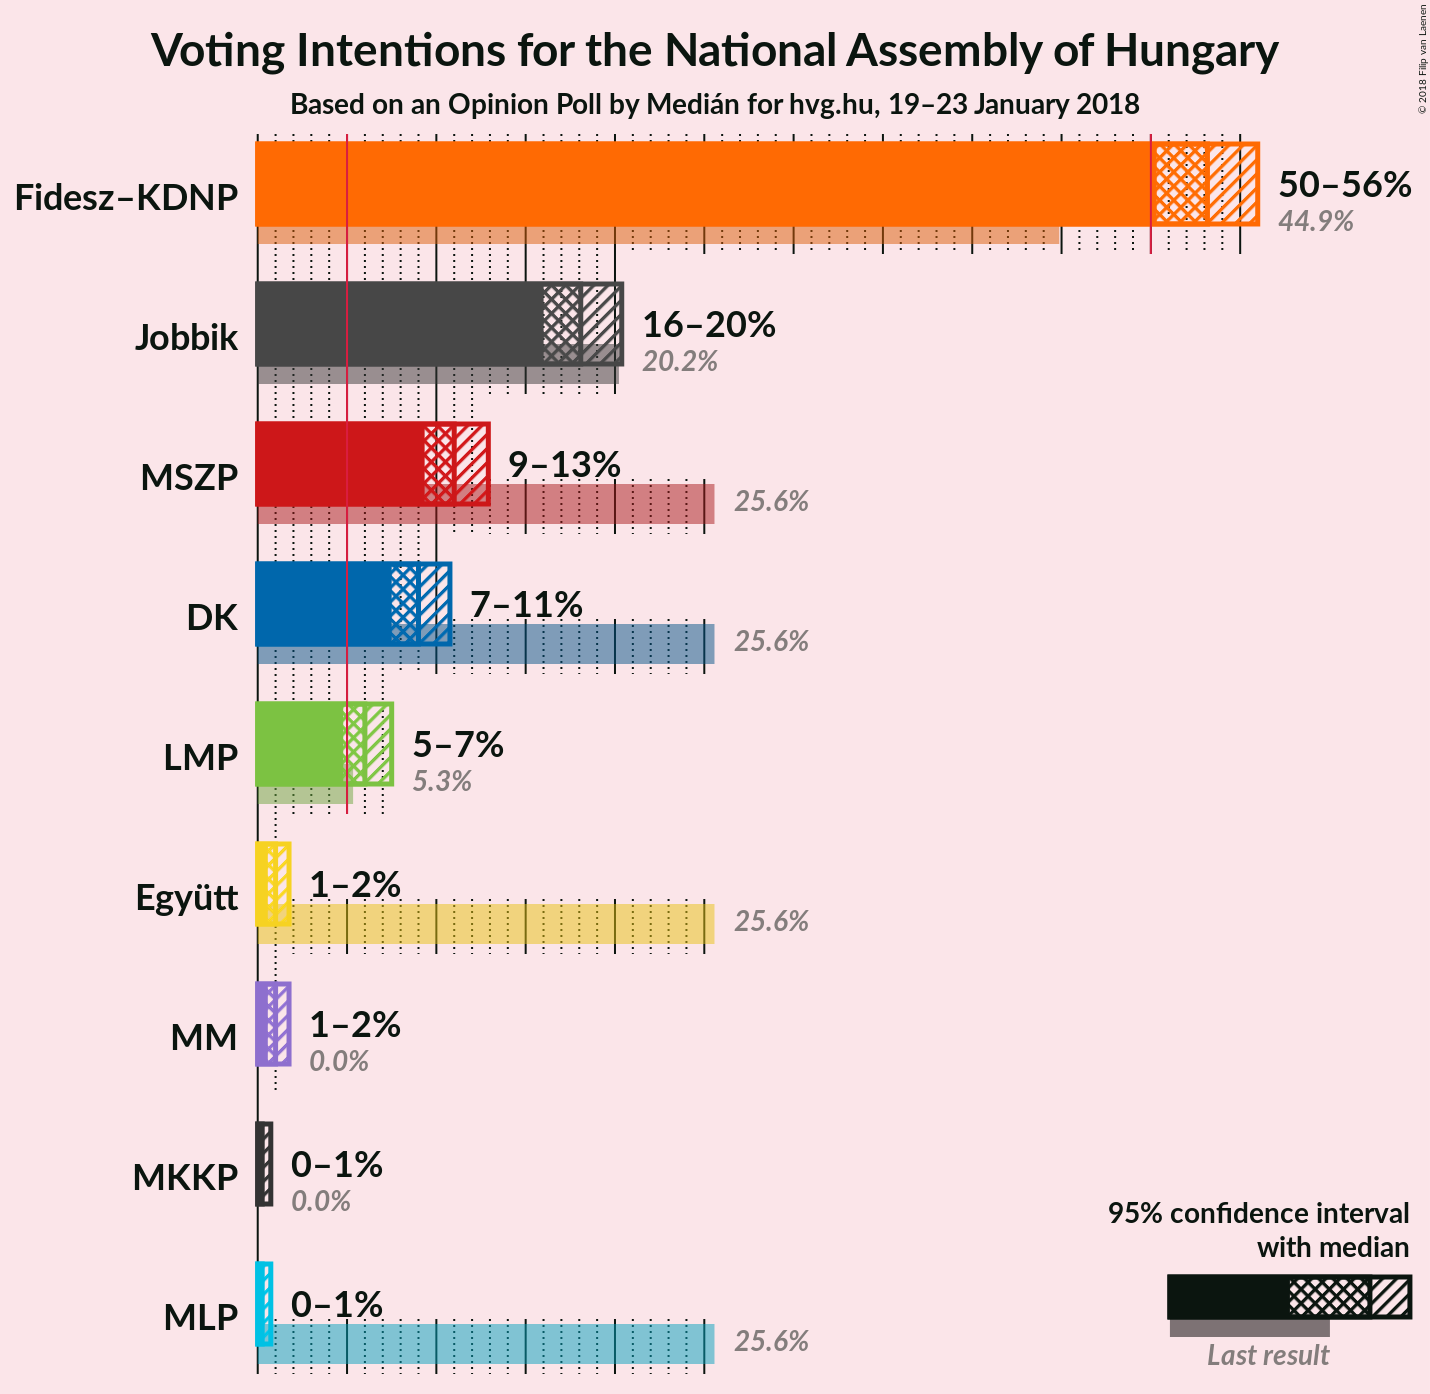 Voting Intentions for the National Assembly of Hungary
Based on an Opinion Poll by Medián for hvg.hu, 19–23 January 2018
© 2018 Filip van Laenen
Fidesz–KDNP
50–56%
44.9%
Jobbik
16–20%
20.2%
MSZP
9–13%
25.6%
DK
7–11%
25.6%
LMP
5–7%
5.3%
Együtt
1–2%
25.6%
MM
1–2%
0.0%
MKKP
0–1%
0.0%
MLP
0–1%
25.6%
95% confidence interval
with median
Last result